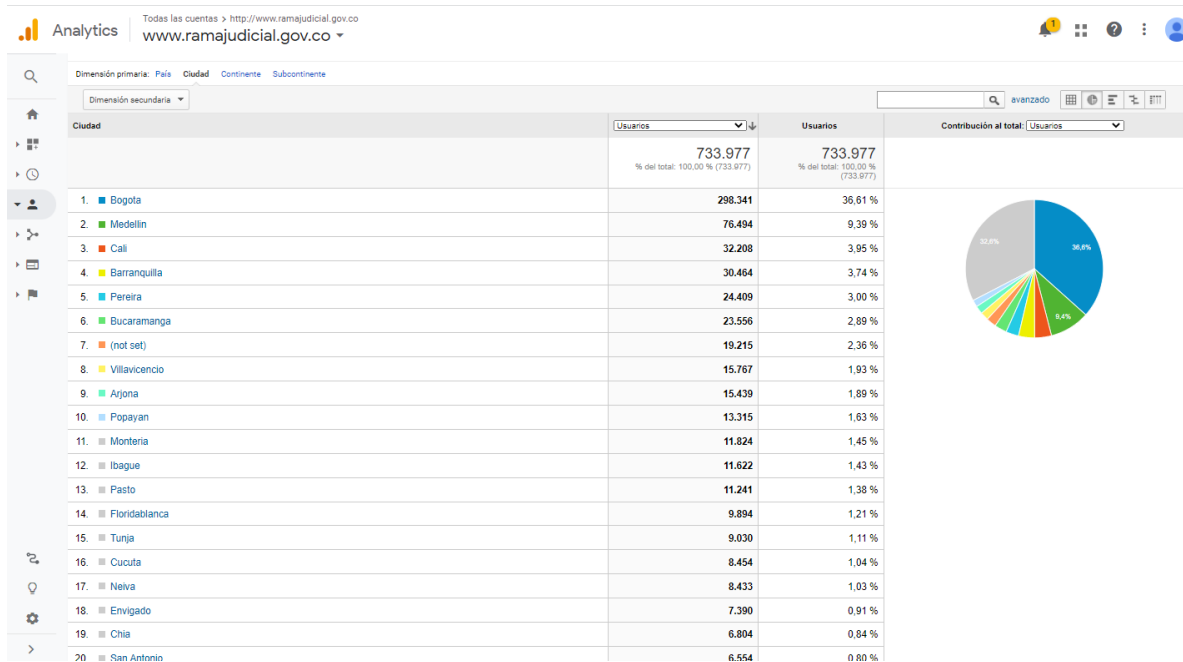 Todas las cuentas > http://www.ramajudicial.gov.co
Analytics www.ramajudicial.gov.co
1
Dimensión primaria: País Ciudad Continente Subcontinente
Dimensión secundaria
avanzado
Ciudad Usuarios Usuarios Contribución al total: Usuarios
733.977 733.977
% del total: 100,00 % (733.977) % del total: 100,00 %
(733.977)
1. Bogota 298.341 36,61 %
2. Medellin 76.494 9,39 %
3. Cali 32.208 3,95 %
4. Barranquilla 30.464 3,74 %
5. Pereira 24.409 3,00 %
6. Bucaramanga 23.556 2,89 %
7. (not set) 19.215 2,36 %
8. Villavicencio 15.767 1,93 %
9. Arjona 15.439 1,89 %
10. Popayan 13.315 1,63 %
11. Monteria 11.824 1,45 %
12. Ibague 11.622 1,43 %
13. Pasto 11.241 1,38 %
14. Floridablanca 9.894 1,21 %
15. Tunja 9.030 1,11 %
16. Cucuta 8.454 1,04 %
17. Neiva 8.433 1,03 %
18. Envigado 7.390 0,91 %
19. Chia 6.804 0,84 %
20. San Antonio 6.554 0,80 %
32,6%
36,6%
9,4%